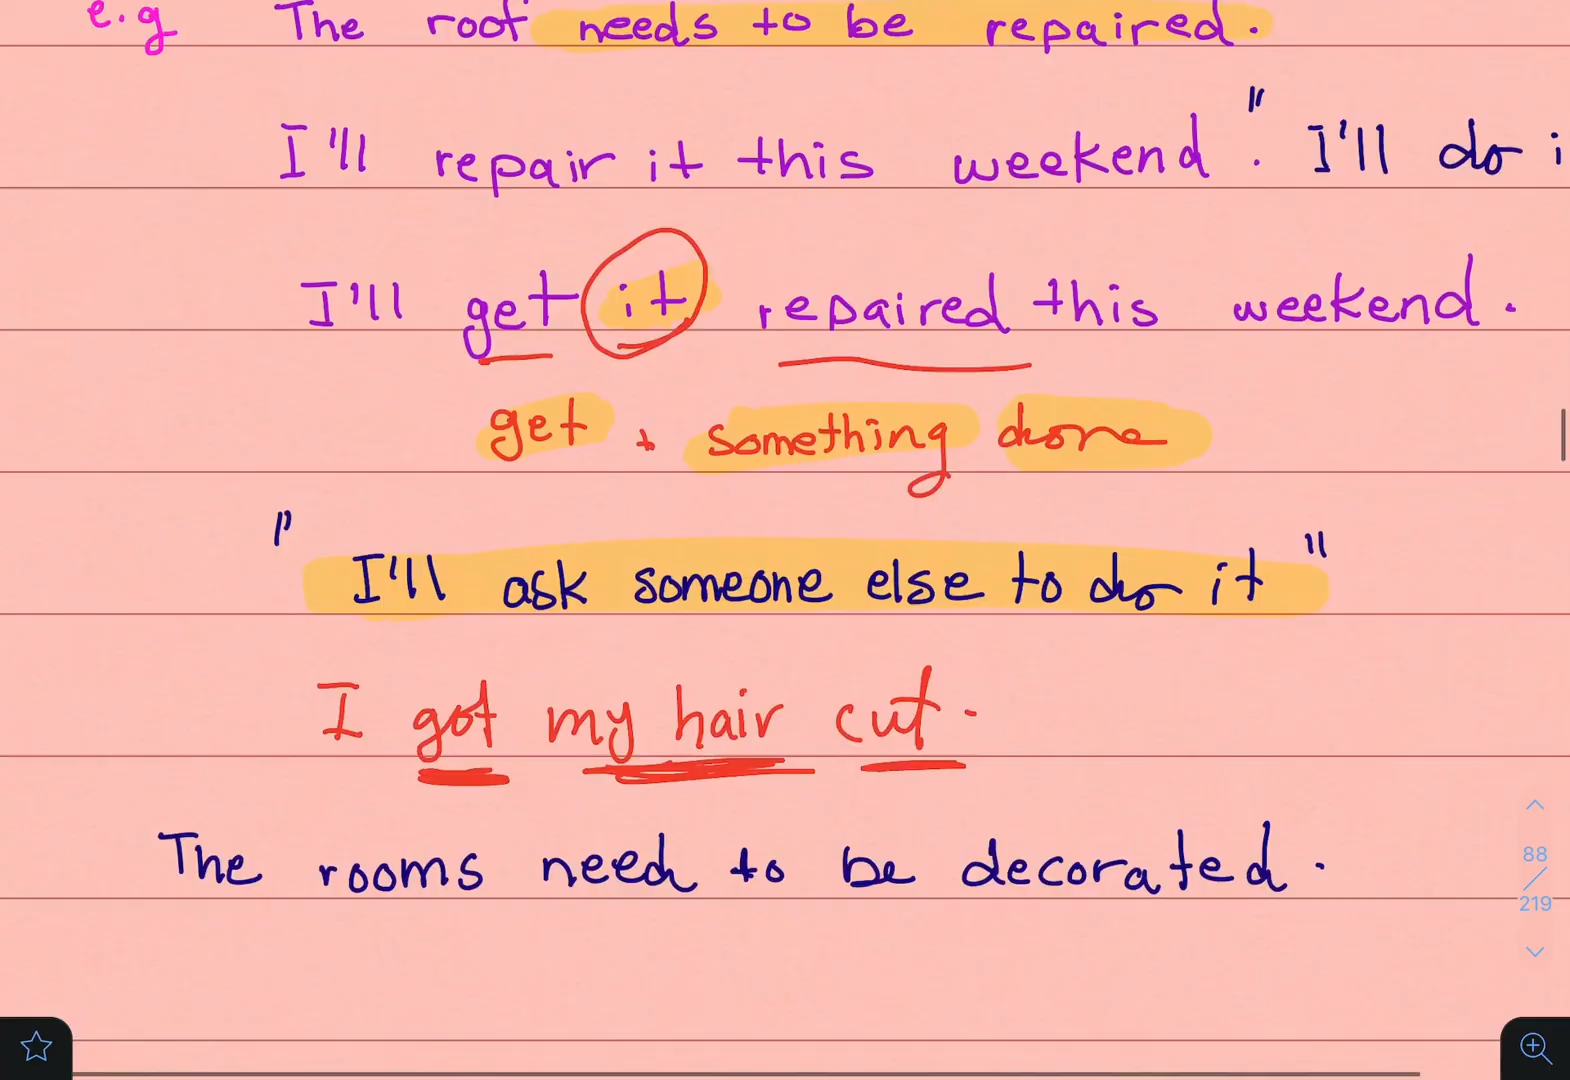 e.g The roof needs to be repaired.
I'll repair it this weekend. " I'll do i
I'll get it repaired this weekend.
get + something done
" I'll ask someone else to do it "
I got my hair cut.
The rooms need to be decorated.
88
219